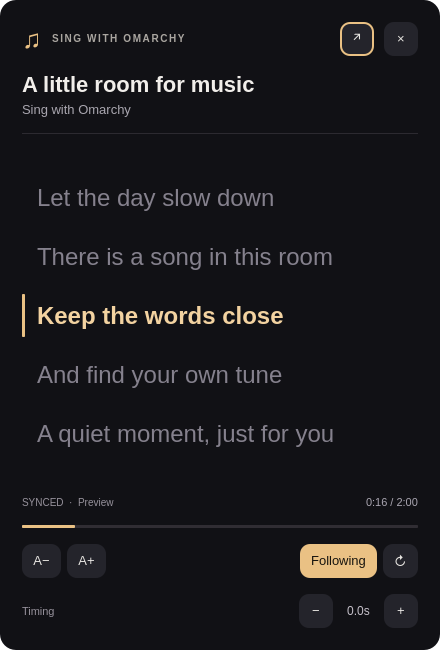 SING WITH OMARCHY
×
A little room for music
Sing with Omarchy
Let the day slow down
There is a song in this room
Keep the words close
And find your own tune
A quiet moment, just for you
SYNCED · Preview 0:16 / 2:00
A− A+ Following
Timing − 0.0s +